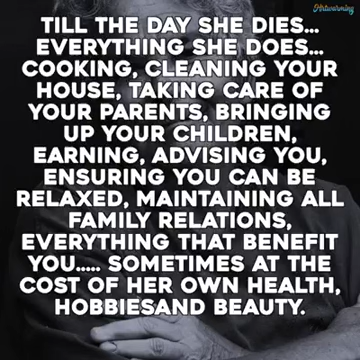 Hertwarming
TILL THE DAY SHE DIES...
EVERYTHING SHE DOES...
COOKING, CLEANING YOUR
HOUSE, TAKING CARE OF
YOUR PARENTS, BRINGING
UP YOUR CHILDREN,
EARNING, ADVISING YOU,
ENSURING YOU CAN BE
RELAXED, MAINTAINING ALL
FAMILY RELATIONS,
EVERYTHING THAT BENEFIT
YOU..... SOMETIMES AT THE
COST OF HER OWN HEALTH,
HOBBIESAND BEAUTY.